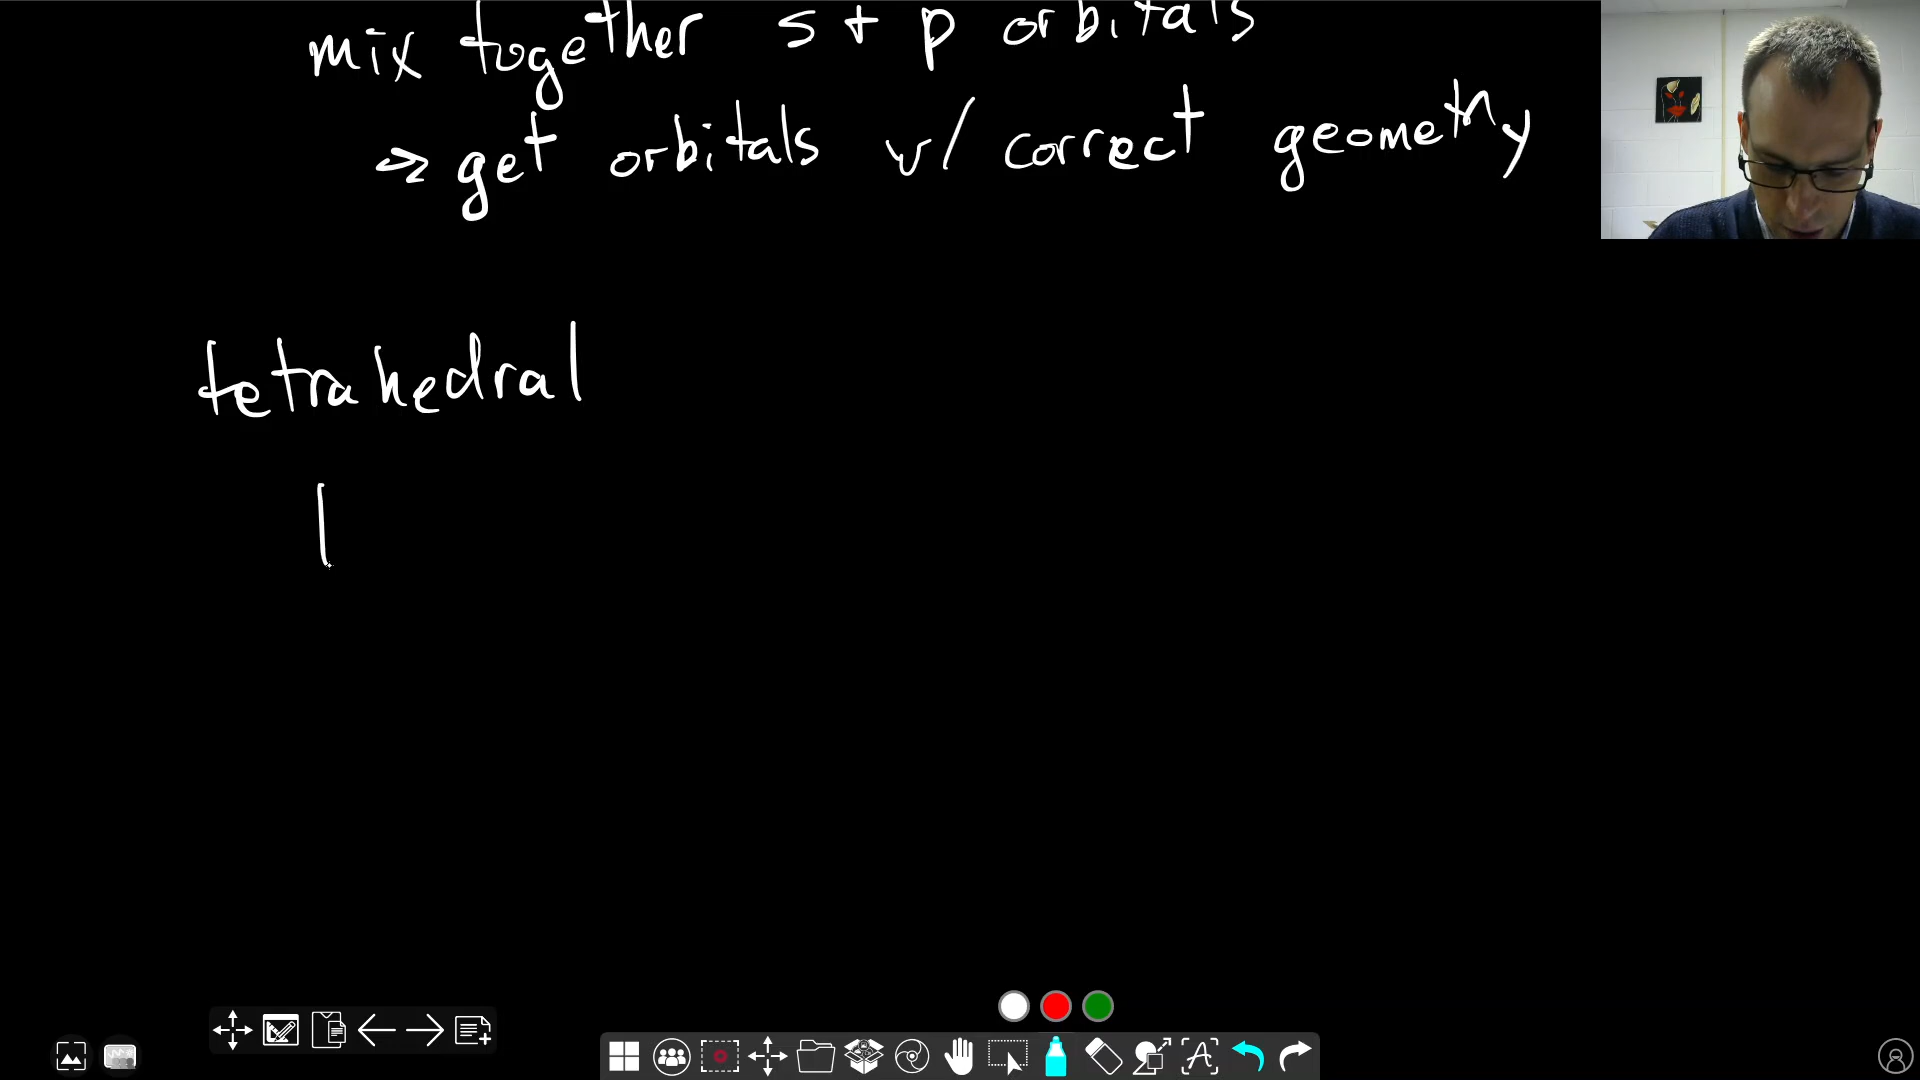 mix together s + p orbitals
⇒ get orbitals w/ correct geometry
tetrahedral